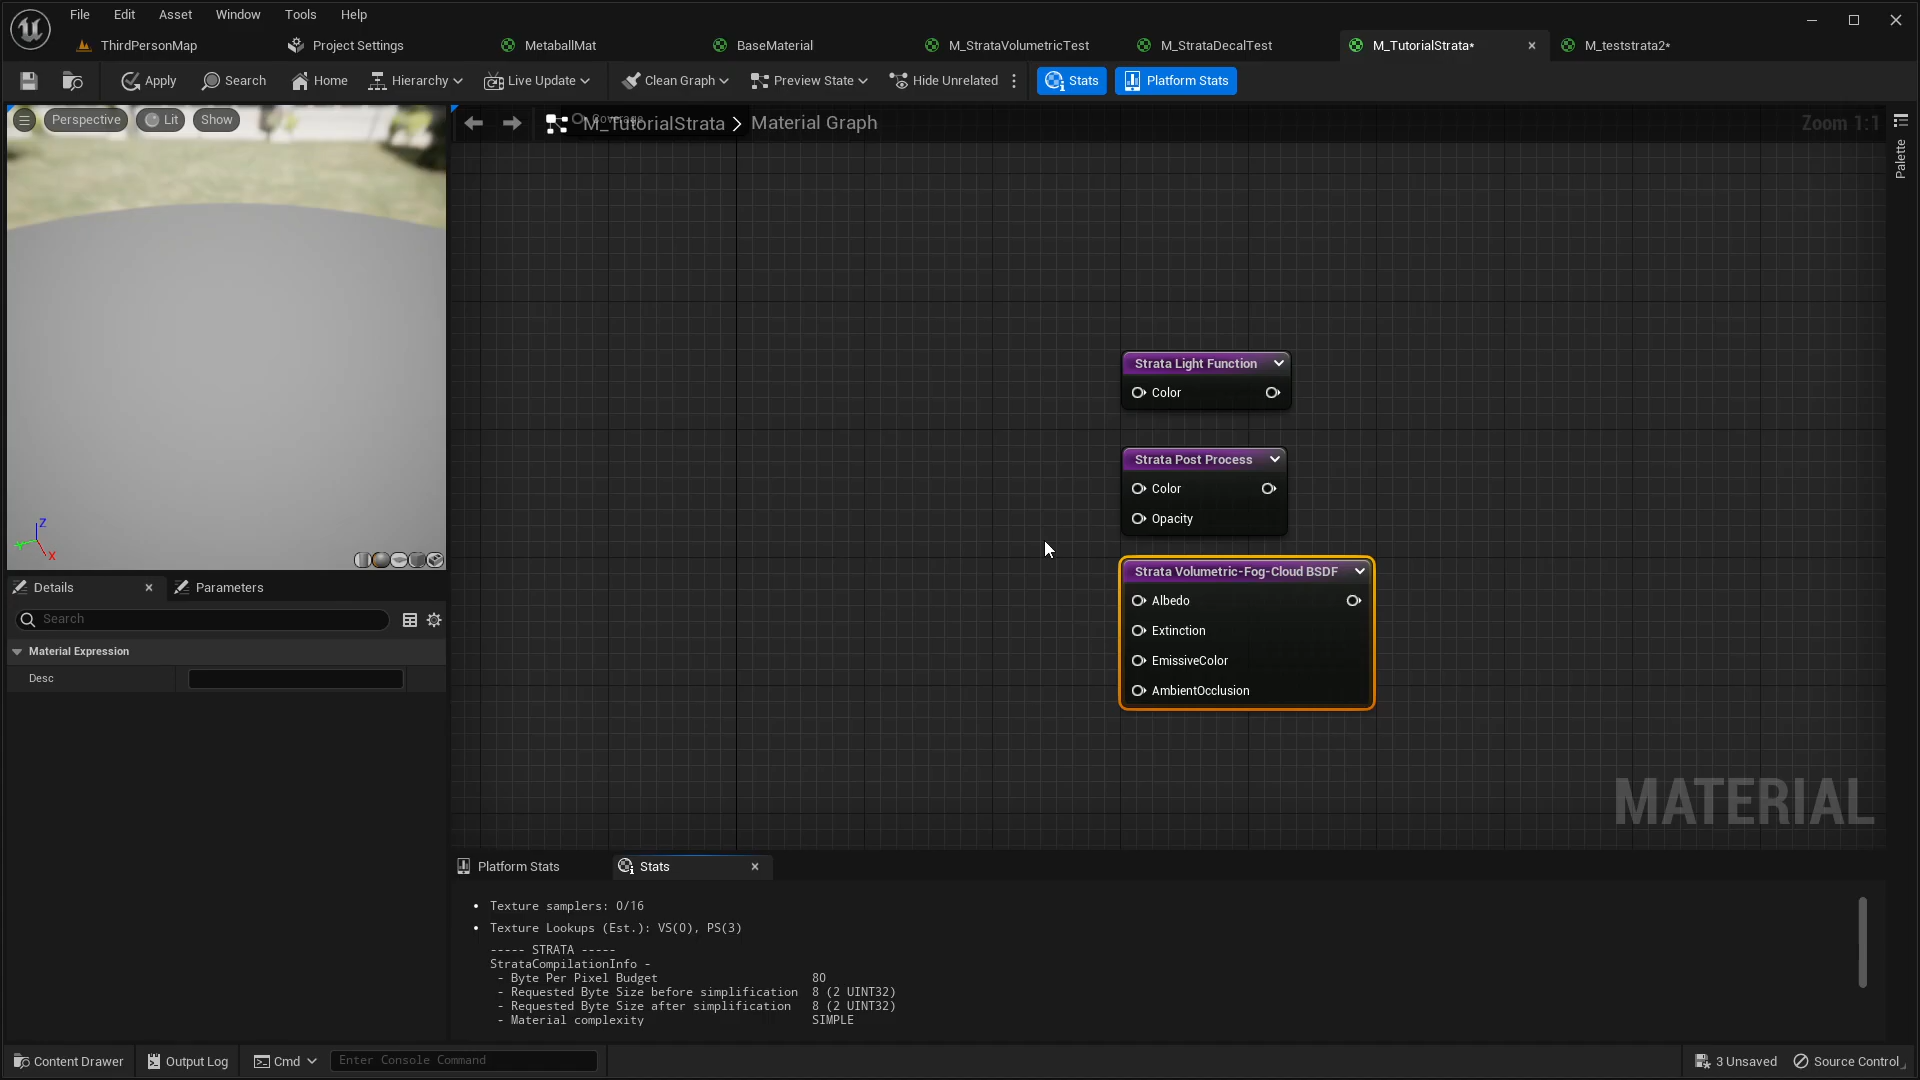 File
Edit
Asset
Window
Tools
Help
ThirdPersonMap
Project Settings
MetaballMat
BaseMaterial
M_StrataVolumetricTest
M_StrataDecalTest
M_TutorialStrata*
M_teststrata2*
Apply
Search
Home
Hierarchy
Live Update
Clean Graph
Preview State
Hide Unrelated
Stats
Platform Stats
Perspective
Lit
Show
Coverage
M_TutorialStrata
Material Graph
Zoom 1:1
Palette
Strata Light Function
Color
Strata Post Process
Color
Opacity
Strata Volumetric-Fog-Cloud BSDF
Albedo
Extinction
EmissiveColor
AmbientOcclusion
Z
X
Details
Parameters
Search
Material Expression
Desc
MATERIAL
Platform Stats
Stats
• Texture samplers: 0/16
• Texture Lookups (Est.): VS(0), PS(3)
----- STRATA -----
StrataCompilationInfo -
- Byte Per Pixel Budget 80
- Requested Byte Size before simplification 8 (2 UINT32)
- Requested Byte Size after simplification 8 (2 UINT32)
- Material complexity SIMPLE
Content Drawer
Output Log
Cmd
Enter Console Command
3 Unsaved
Source Control